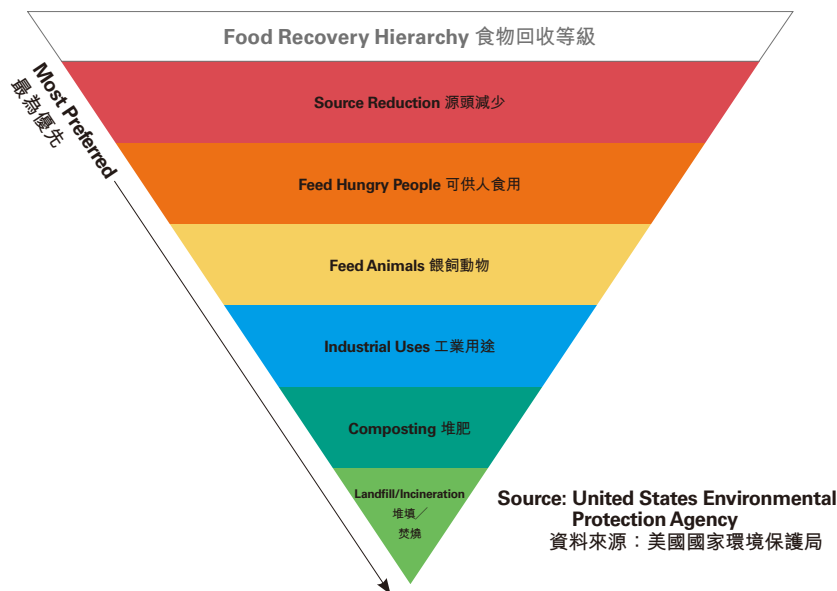 Food Recovery Hierarchy 食物回收等級
Most Preferred
最為優先
Source Reduction 源頭減少
Feed Hungry People 可供人食用
Feed Animals 餵飼動物
Industrial Uses 工業用途
Composting 堆肥
Landfill/Incineration
堆填／
焚燒
Source: United States Environmental
Protection Agency
資料來源：美國國家環境保護局